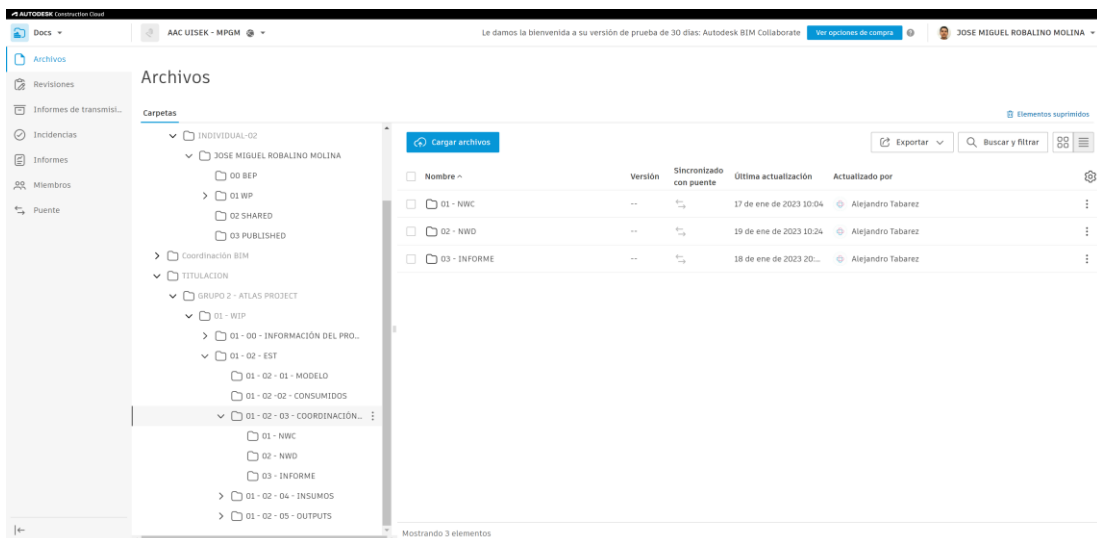 AUTODESK Construction Cloud
Docs
AAC UISEK - MPGM
Le damos la bienvenida a su versión de prueba de 30 días: Autodesk BIM Collaborate
Ver opciones de compra
JOSE MIGUEL ROBALINO MOLINA
Archivos
Revisiones
Informes de transmisi...
Incidencias
Informes
Miembros
Puente
Archivos
Carpetas
Elementos suprimidos
INDIVIDUAL-02
JOSE MIGUEL ROBALINO MOLINA
00 BEP
01 WP
02 SHARED
03 PUBLISHED
Coordinación BIM
TITULACION
GRUPO 2 - ATLAS PROJECT
01 - WIP
01 - 00 - INFORMACIÓN DEL PRO...
01 - 02 - EST
01 - 02 - 01 - MODELO
01 - 02 -02 - CONSUMIDOS
01 - 02 - 03 - COORDINACIÓN...
01 - NWC
02 - NWD
03 - INFORME
01 - 02 - 04 - INSUMOS
01 - 02 - 05 - OUTPUTS
Cargar archivos
Exportar
Buscar y filtrar
Nombre Versión Sincronizado con puente Última actualización Actualizado por
01 - NWC -- 17 de ene de 2023 10:04 Alejandro Tabarez
02 - NWD -- 19 de ene de 2023 10:24 Alejandro Tabarez
03 - INFORME -- 18 de ene de 2023 20:... Alejandro Tabarez
Mostrando 3 elementos